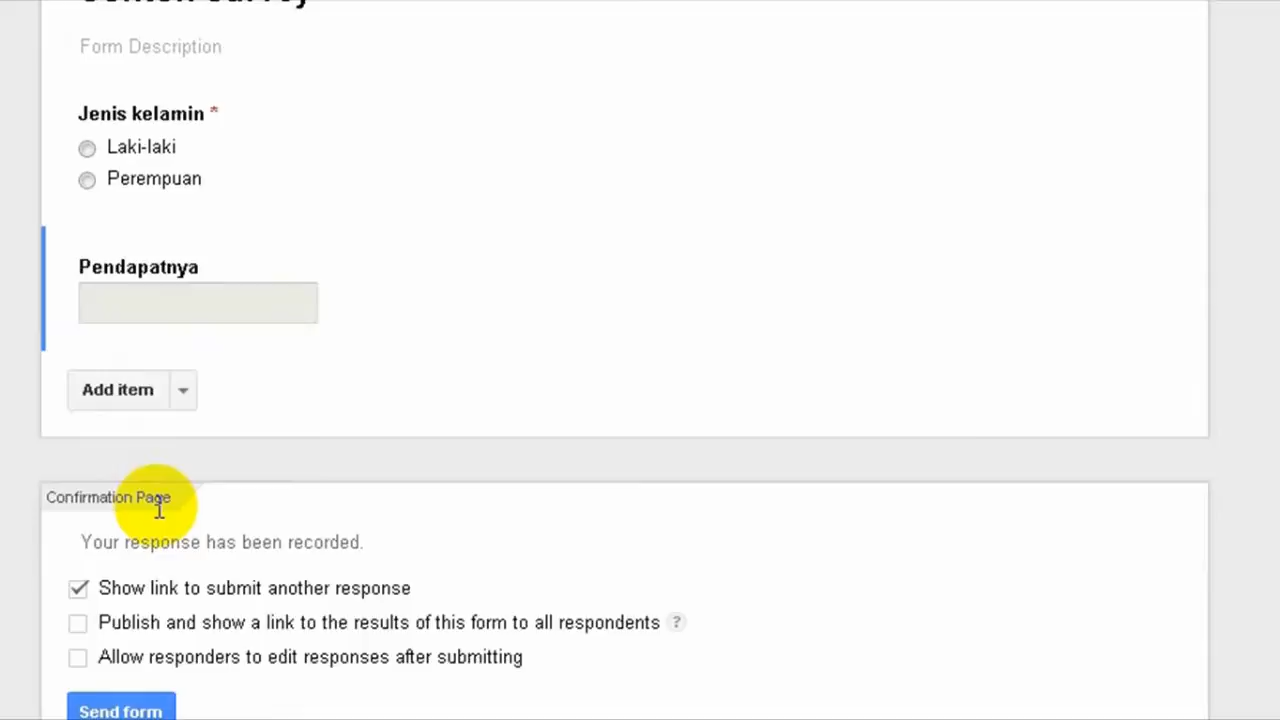 Form Description
Jenis kelamin *
Laki-laki
Perempuan
Pendapatnya
Add item
Confirmation Page
Your response has been recorded.
Show link to submit another response
Publish and show a link to the results of this form to all respondents ?
Allow responders to edit responses after submitting
Send form